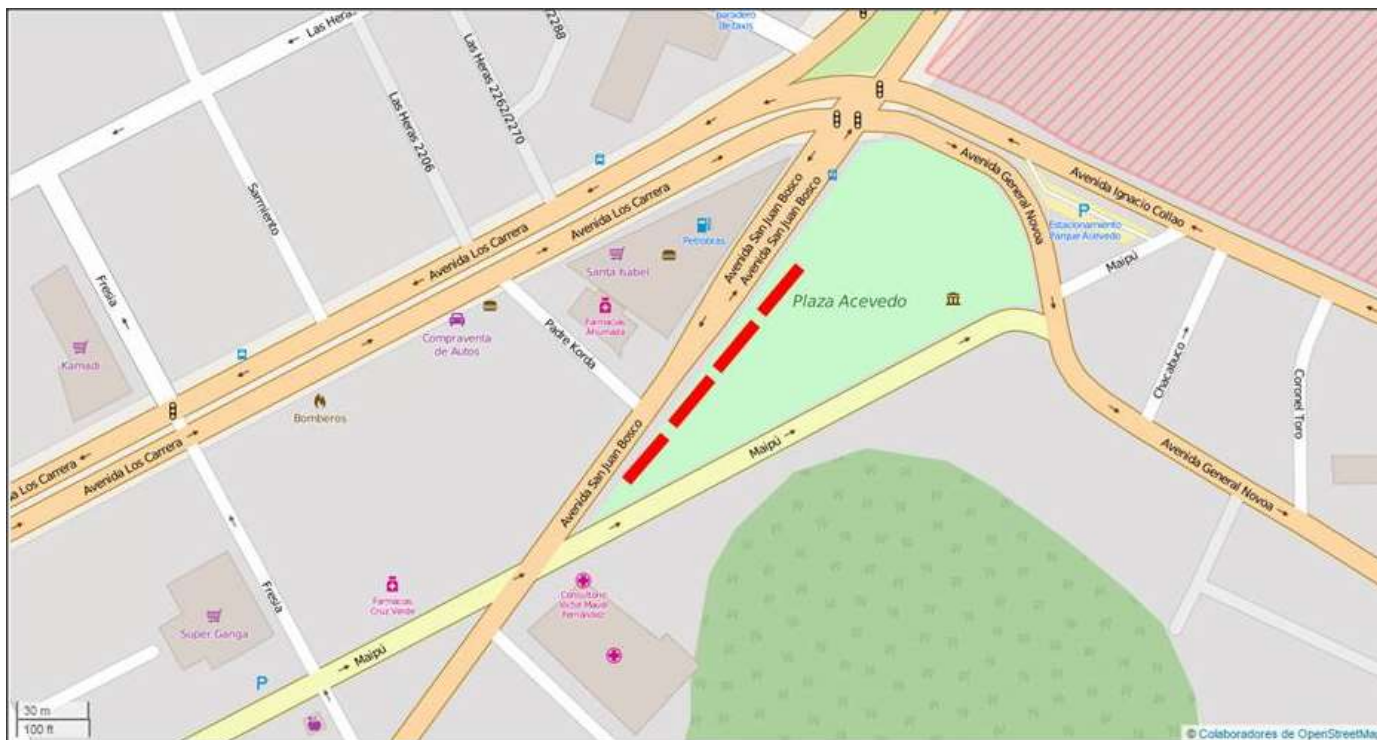 paradero
de taxis
Las Heras
2/2288
Las Heras 2262/2270
Las Heras 2206
Sarmiento
Fresia
Avenida Los Carrera
Avenida Los Carrera
Avenida San Juan Bosco
Avenida San Juan Bosco
Avenida General Novoa
Avenida Ignacio Collao
P
Estacionamiento
Parque Acevedo
Maipú
Petrobras
Santa Isabel
Farmacias
Ahumada
Plaza Acevedo
Padre Korda
Compraventa
de Autos
Kamadi
Bomberos
Chacabuco
Coronel Toro
Avenida Los Carrera
a Los Carrera
Avenida San Juan Bosco
Maipú
Avenida General Novoa
Fresia
Farmacias
Cruz Verde
Consultorio
Víctor Manuel
Fernández
Super Ganga
Maipú
P
30 m
100 ft
© Colaboradores de OpenStreetMap